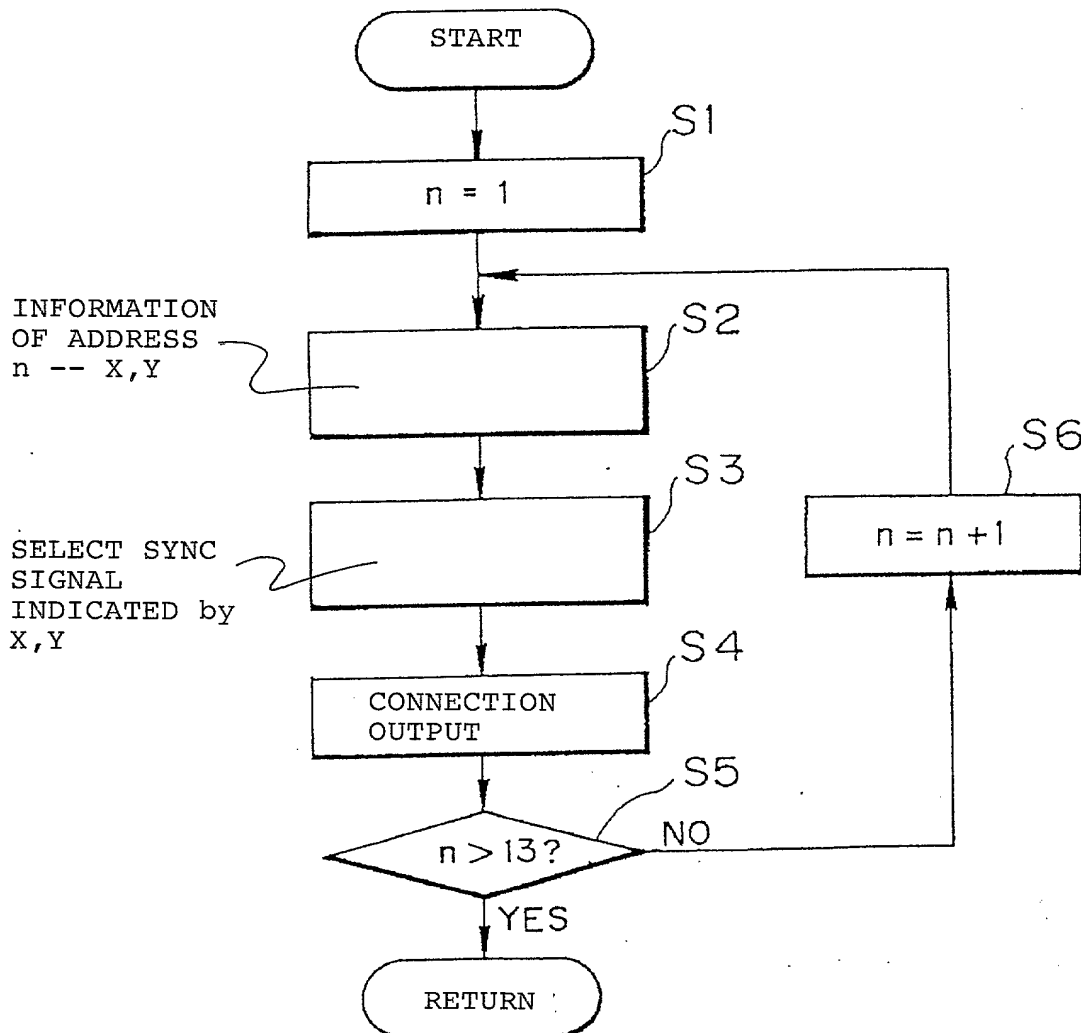 START
S1
n = 1
INFORMATION
OF ADDRESS
n -- X,Y
S2
S6
n = n + 1
S3
SELECT SYNC
SIGNAL
INDICATED by
X,Y
S4
CONNECTION
OUTPUT
S5
n > 13?
NO
YES
RETURN